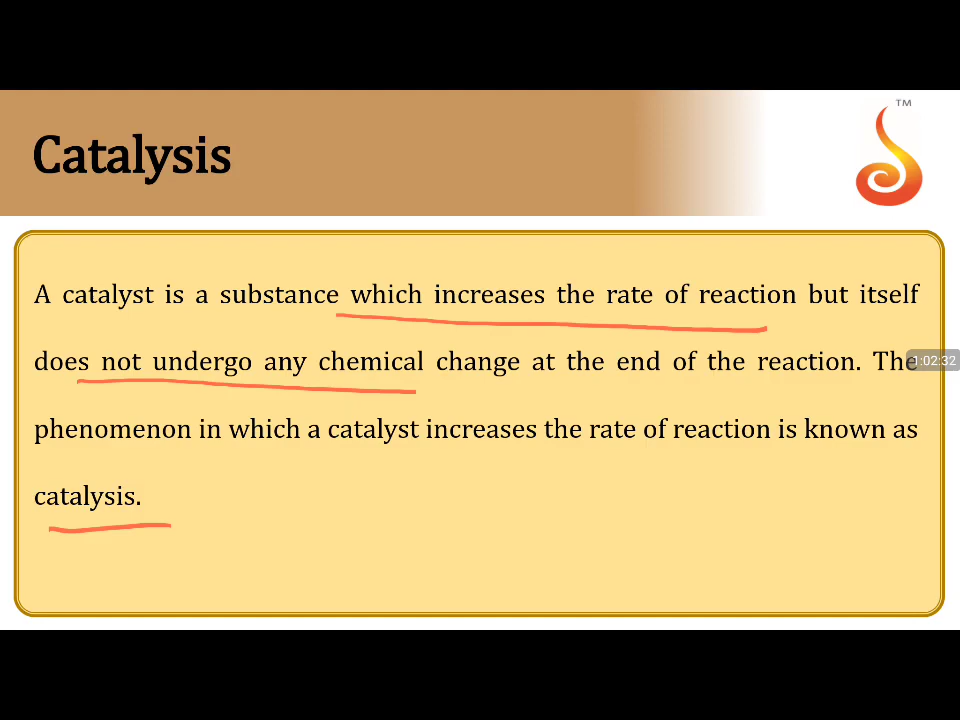 TM
Catalysis
A catalyst is a substance which increases the rate of reaction but itself
does not undergo any chemical change at the end of the reaction. The
1:02:32
phenomenon in which a catalyst increases the rate of reaction is known as
catalysis.